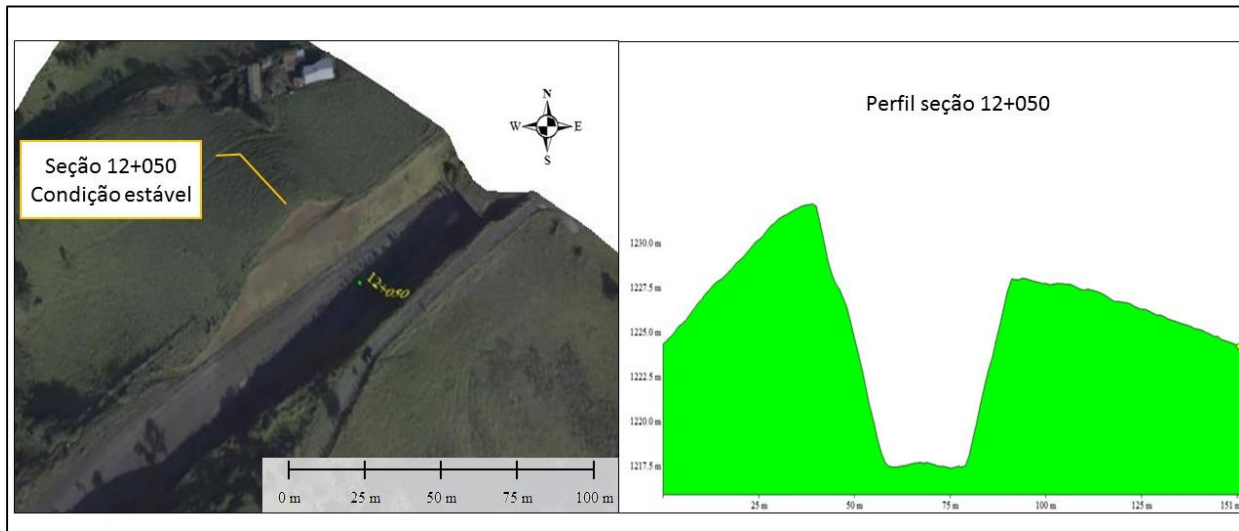 Seção 12+050
Condição estável
N
W E
S
12+050
0 m 25 m 50 m 75 m 100 m
Perfil seção 12+050
1230.0 m
1227.5 m
1225.0 m
1222.5 m
1220.0 m
1217.5 m
25 m 50 m 75 m 100 m 125 m 151 m